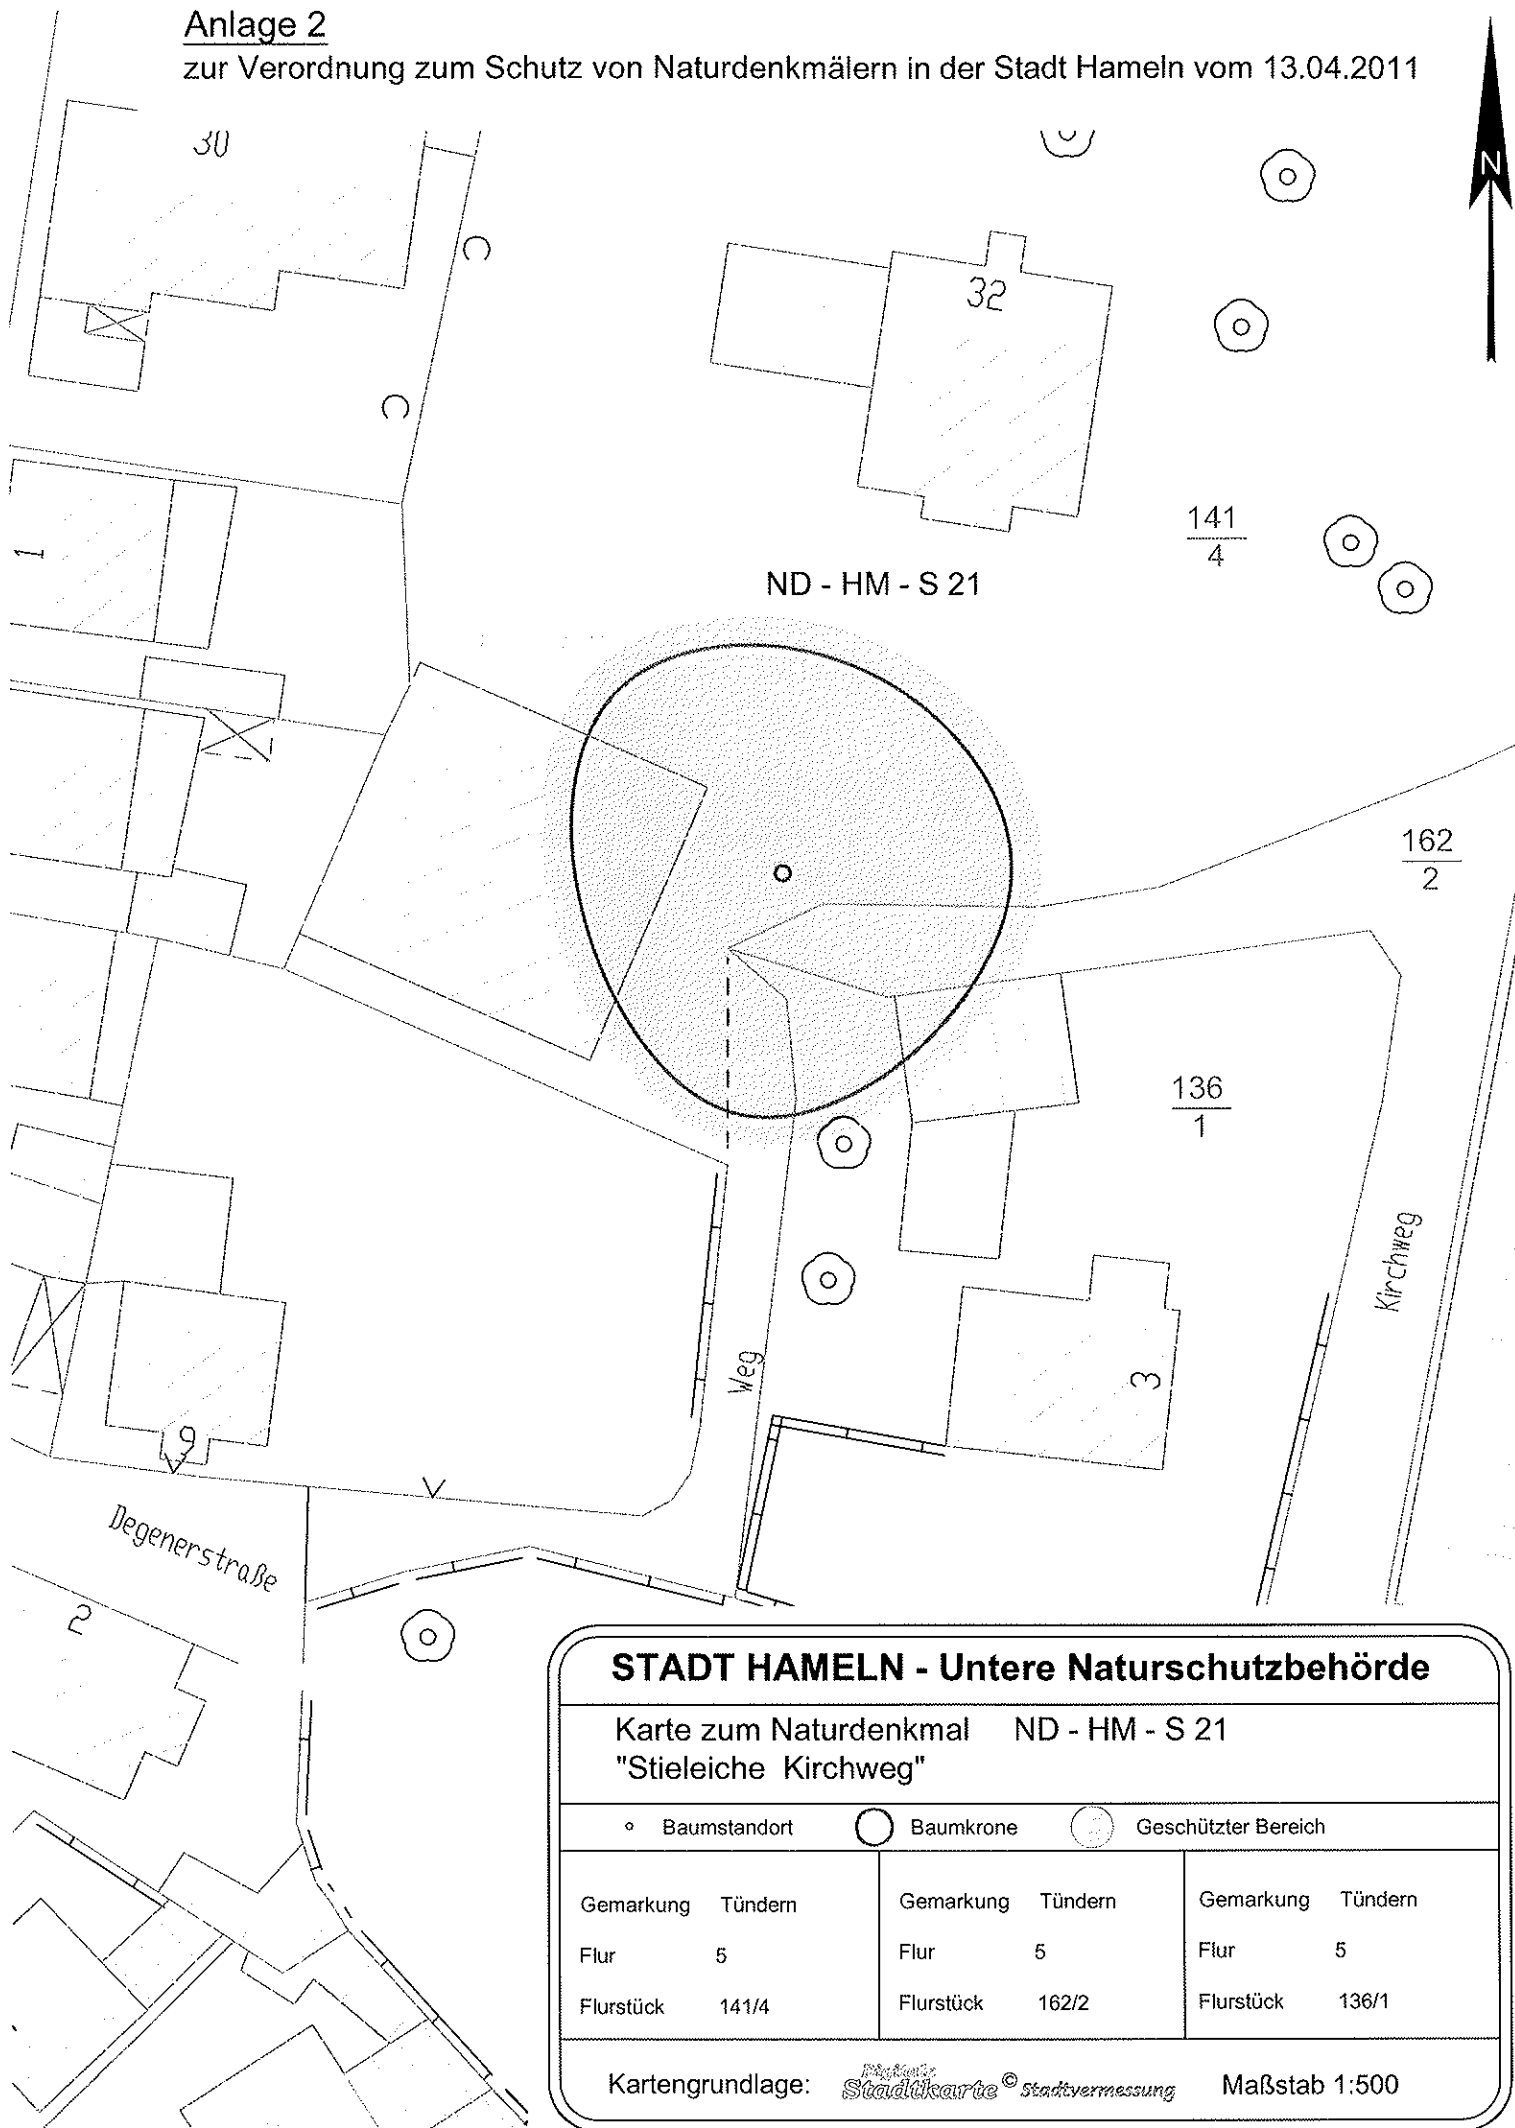 Anlage 2
zur Verordnung zum Schutz von Naturdenkmälern in der Stadt Hameln vom 13.04.2011
30
N
32
1
141
4
ND - HM - S 21
162
2
136
1
Kirchweg
Weg
3
9
Degenerstraße
2
STADT HAMELN - Untere Naturschutzbehörde
Karte zum Naturdenkmal ND - HM - S 21
"Stieleiche Kirchweg"
Baumstandort Baumkrone Geschützter Bereich
Gemarkung Tündern
Flur 5
Flurstück 141/4
Gemarkung Tündern
Flur 5
Flurstück 162/2
Gemarkung Tündern
Flur 5
Flurstück 136/1
Kartengrundlage: Digitale Stadtkarte © Stadtvermessung Maßstab 1:500